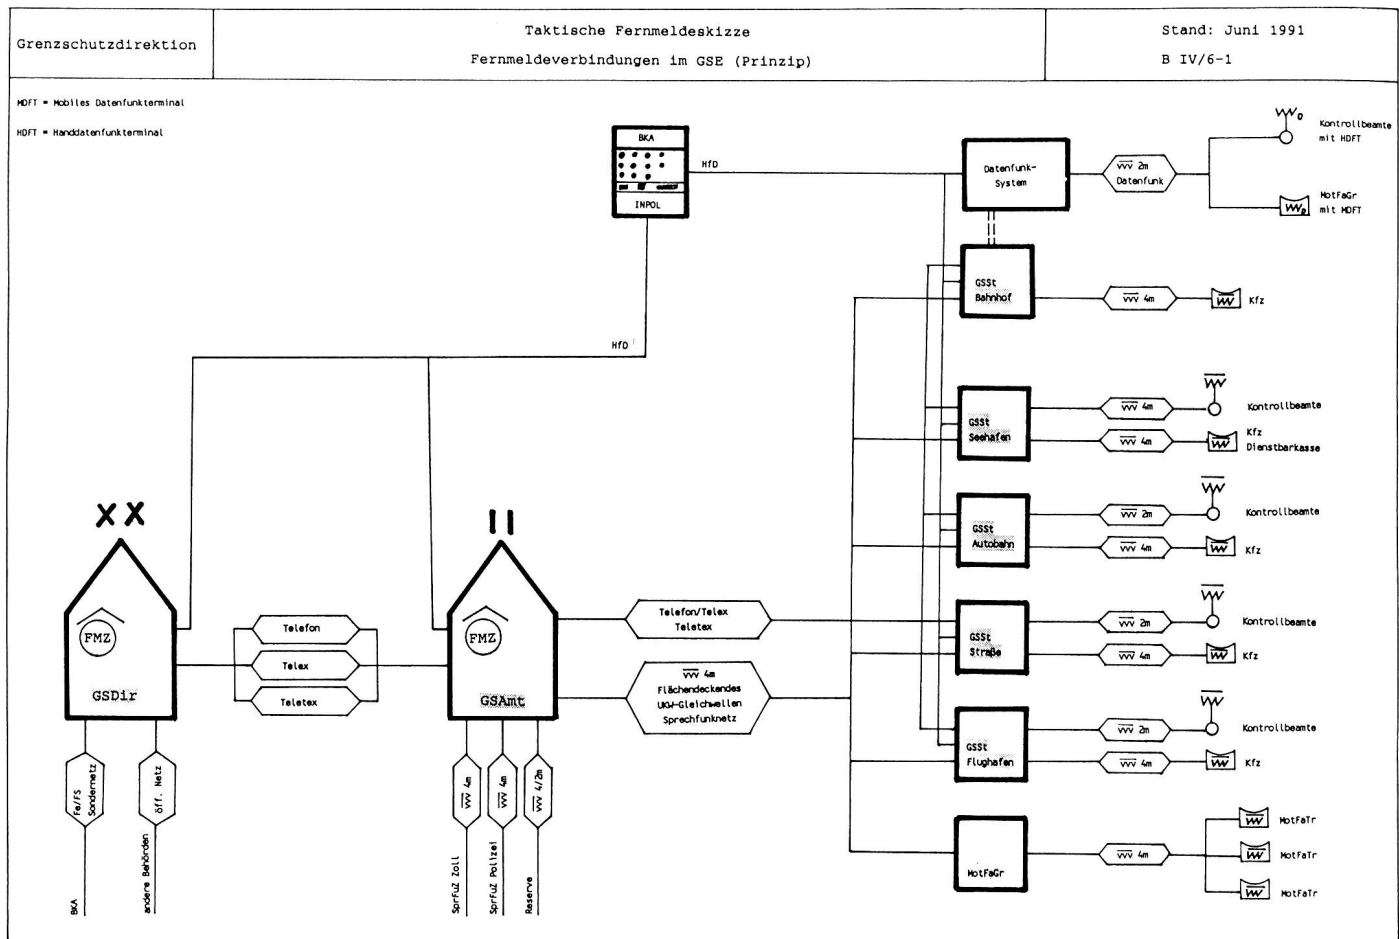 Grenzschutzdirektion
Taktische Fernmeldeskizze
Fernmeldeverbindungen im GSE (Prinzip)
Stand: Juni 1991
B IV/6-1
MDFT = Mobiles Datenfunkterminal
HDFT = Handdatenfunkterminal
BKA
INPOL
HfD
HfD
Datenfunk-
System
2m
Datenfunk
D
Kontrollbeamte
mit HDFT
D
MotFaGr
mit MDFT
GSSt
Bahnhof
4m
Kfz
GSSt
Seehafen
4m
Kontrollbeamte
4m
Kfz
Dienstbarkasse
GSSt
Autobahn
2m
Kontrollbeamte
4m
Kfz
GSSt
Straße
2m
Kontrollbeamte
4m
Kfz
GSSt
Flughafen
2m
Kontrollbeamte
4m
Kfz
MotFaGr
4m
MotFaTr
MotFaTr
MotFaTr
XX
FMZ
GSDir
Telefon
Telex
Teletex
II
FMZ
GSAmt
Telefon/Telex
Teletex
4m
Flächendeckendes
UKW-Gleichwellen
Sprechfunknetz
Fe/FS
Sondernetz
BKA
öff. Netz
andere Behörden
4m
SprFuZ Zoll
4m
SprFuZ Polizei
4/2m
Reserve